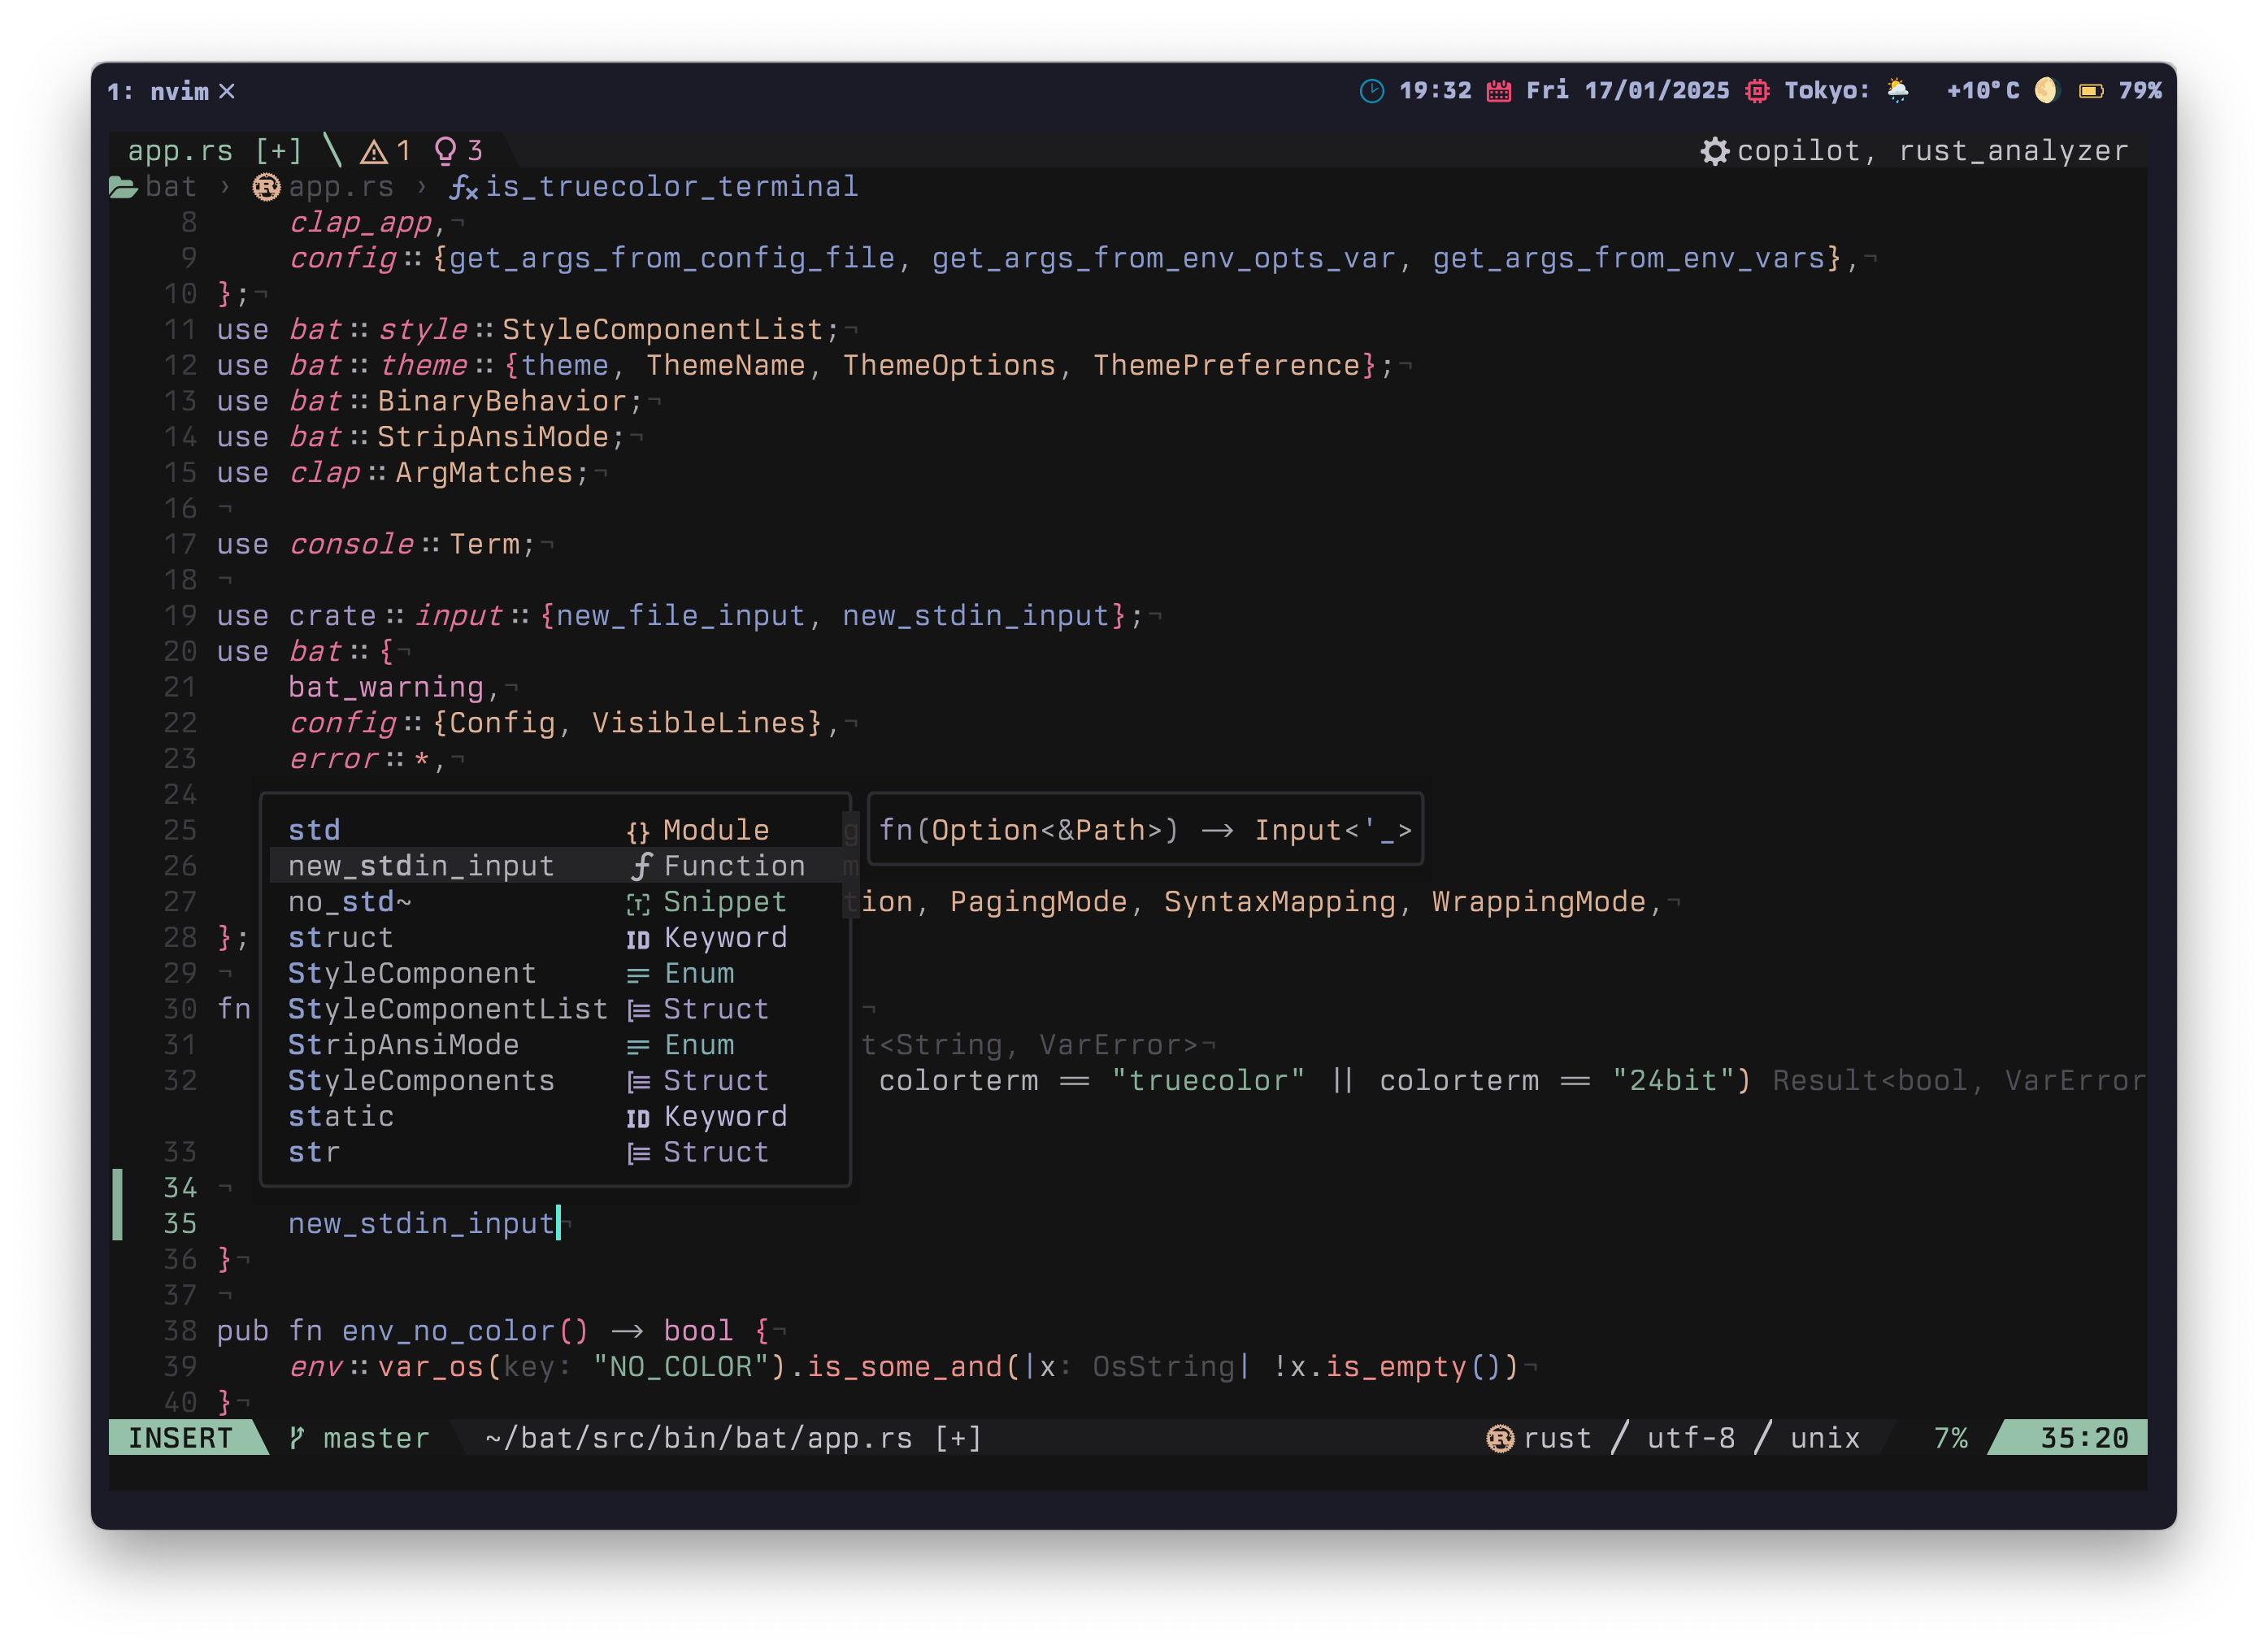 1: nvim × 19:32 Fri 17/01/2025 Tokyo: +10°C 79%
app.rs [+] 1 3 copilot, rust_analyzer
bat › app.rs › is_truecolor_terminal
8 clap_app,¬
9 config::{get_args_from_config_file, get_args_from_env_opts_var, get_args_from_env_vars},¬
10 };¬
11 use bat::style::StyleComponentList;¬
12 use bat::theme::{theme, ThemeName, ThemeOptions, ThemePreference};¬
13 use bat::BinaryBehavior;¬
14 use bat::StripAnsiMode;¬
15 use clap::ArgMatches;¬
16 ¬
17 use console::Term;¬
18 ¬
19 use crate::input::{new_file_input, new_stdin_input};¬
20 use bat::{¬
21 bat_warning,¬
22 config::{Config, VisibleLines},¬
23 error::*,¬
24
25 std {} Module g fn(Option<&Path>) -> Input<'_>
26 new_stdin_input Function m
27 no_std~ Snippet tion, PagingMode, SyntaxMapping, WrappingMode,¬
28 }; struct Keyword
29 ¬ StyleComponent Enum
30 fn StyleComponentList Struct ¬
31 StripAnsiMode Enum t<String, VarError>¬
32 StyleComponents Struct colorterm == "truecolor" || colorterm == "24bit") Result<bool, VarError
static Keyword
33 str Struct
34 ¬
35 new_stdin_input¬
36 }¬
37 ¬
38 pub fn env_no_color() -> bool {¬
39 env::var_os(key: "NO_COLOR").is_some_and(|x: OsString| !x.is_empty())¬
40 }¬
INSERT master ~/bat/src/bin/bat/app.rs [+] rust / utf-8 / unix 7% 35:20